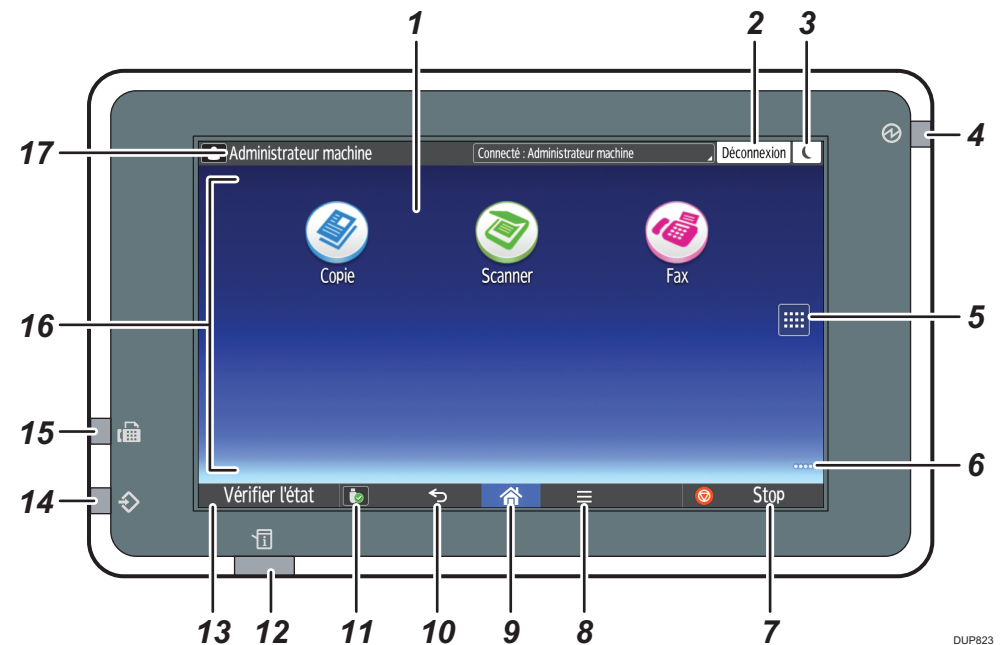 1 2 3
4
17 Administrateur machine Connecté : Administrateur machine Déconnexion
Copie Scanner Fax
16 5
15
6
14 Vérifier l'état Stop
13 12 11 10 9 8 7
DUP823